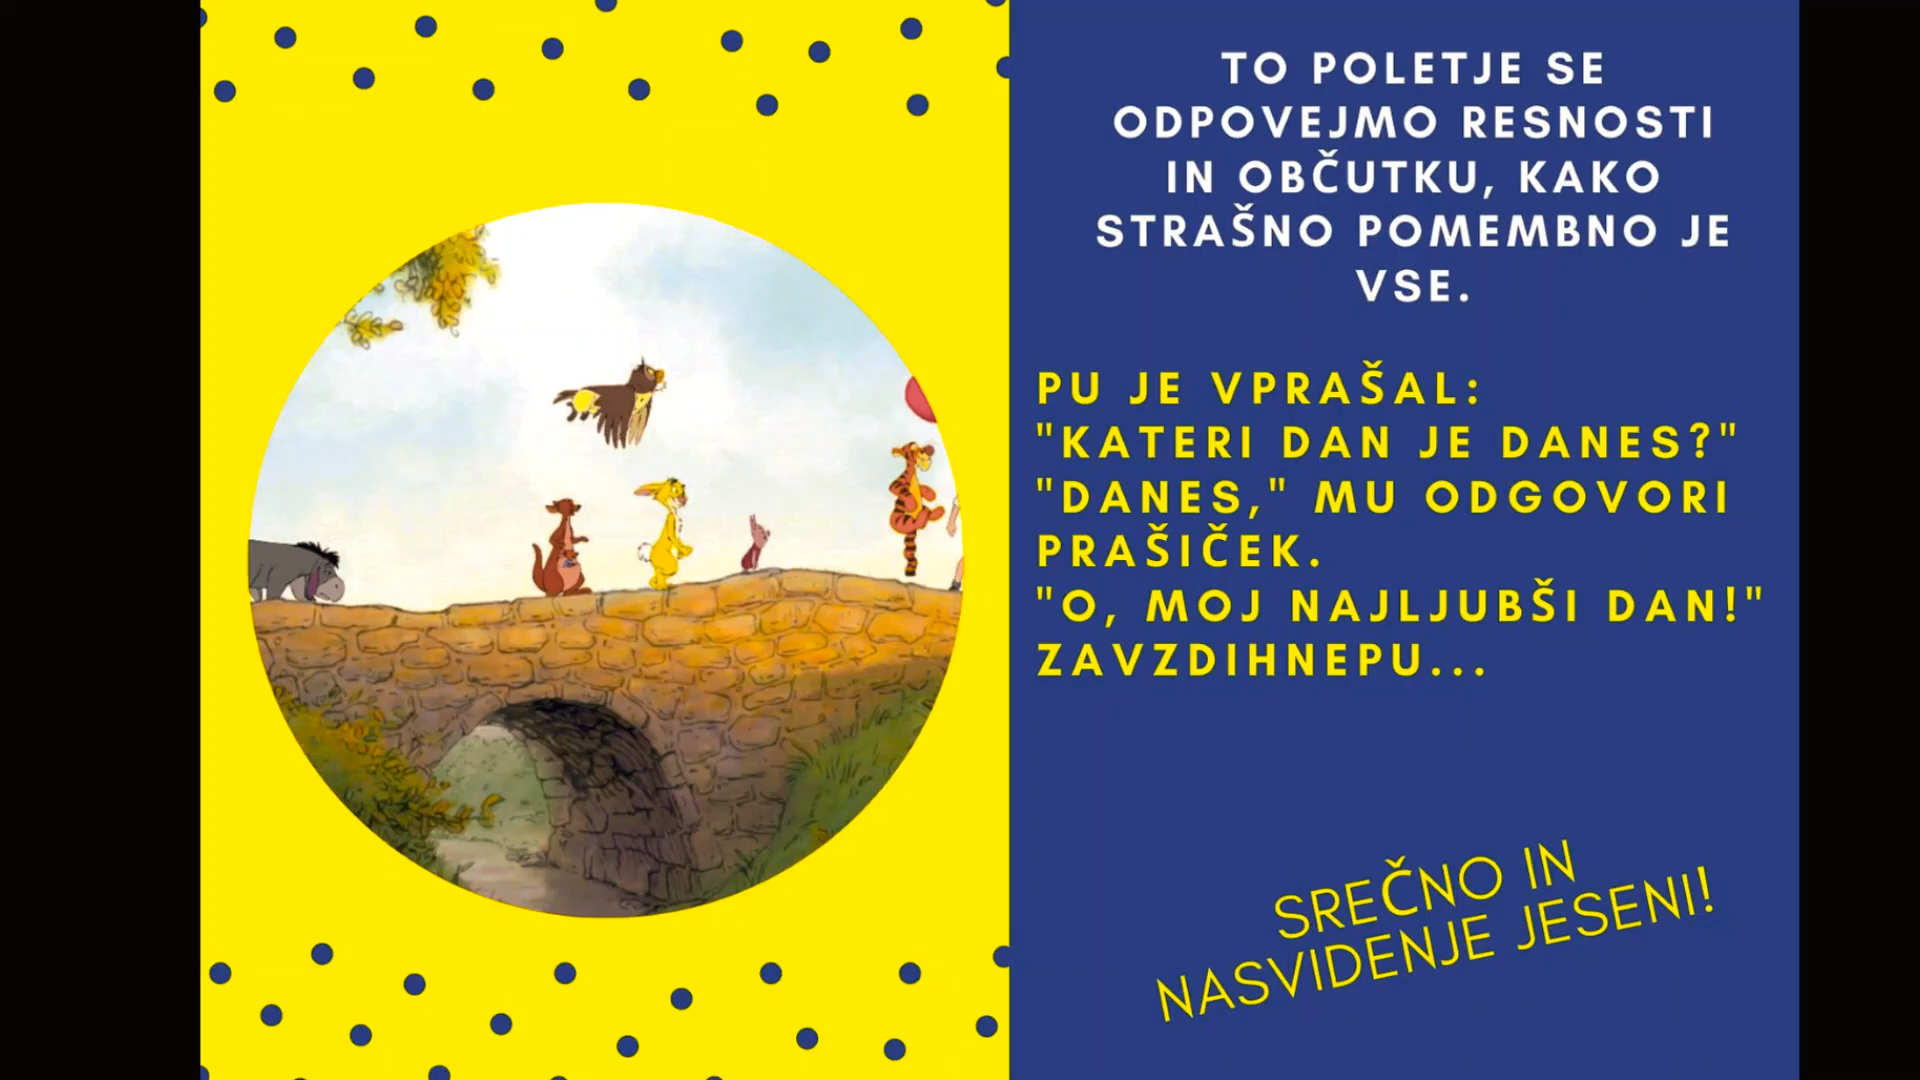 TO POLETJE SE
ODPOVEJMO RESNOSTI
IN OBČUTKU, KAKO
STRAŠNO POMEMBNO JE
VSE.
PU JE VPRAŠAL:
"KATERI DAN JE DANES?"
"DANES," MU ODGOVORI
PRAŠIČEK.
"O, MOJ NAJLJUBŠI DAN!"
ZAVZDIHNEPU...
SREČNO IN
NASVIDENJE JESENI!